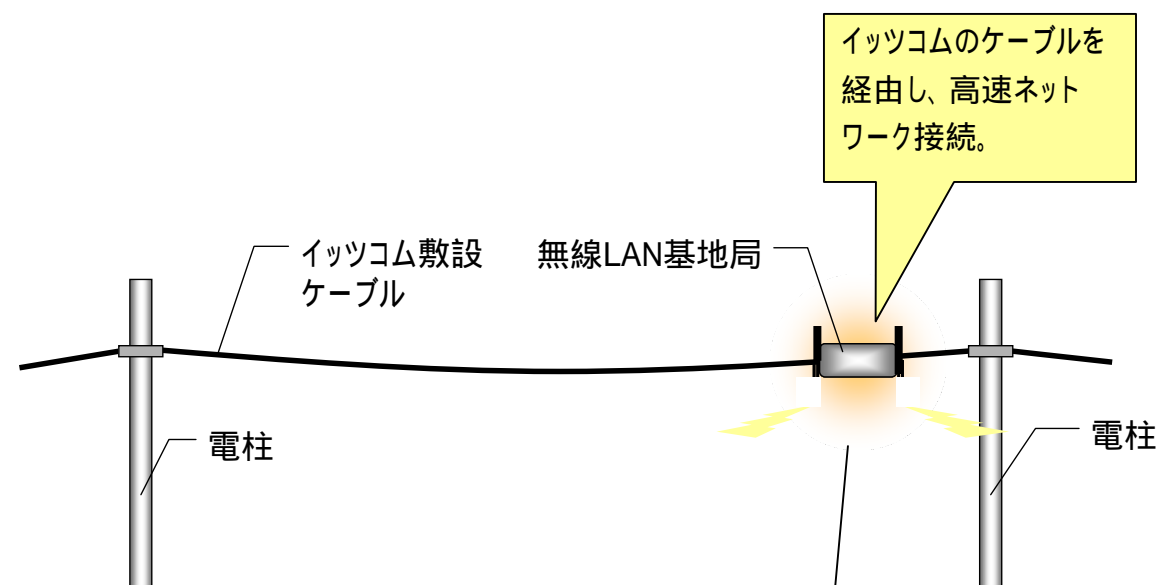 イッツコムのケーブルを
経由し、高速ネット
ワーク接続。
イッツコム敷設
ケーブル
無線LAN基地局
電柱
電柱